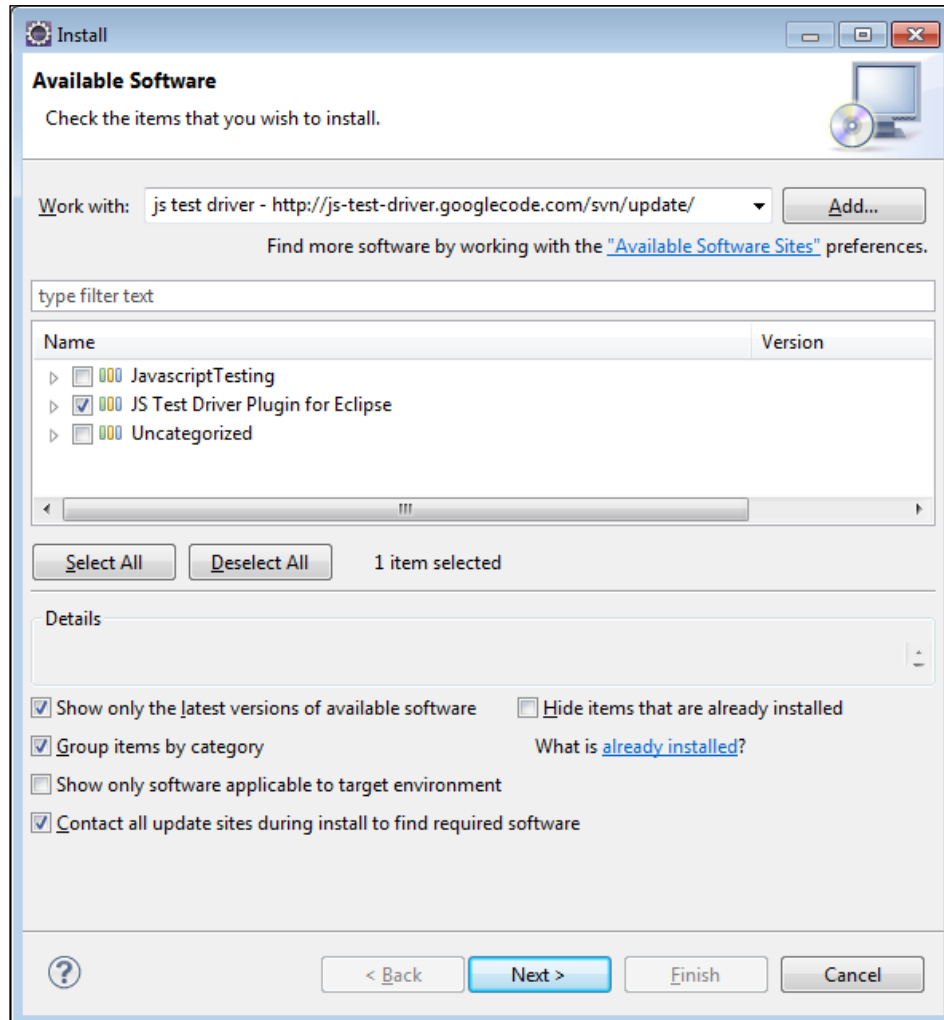 Install
Available Software
Check the items that you wish to install.
Work with: js test driver - http://js-test-driver.googlecode.com/svn/update/ Add...
Find more software by working with the "Available Software Sites" preferences.
type filter text
Name Version
JavascriptTesting
JS Test Driver Plugin for Eclipse
Uncategorized
Select All Deselect All 1 item selected
Details
Show only the latest versions of available software Hide items that are already installed
Group items by category What is already installed?
Show only software applicable to target environment
Contact all update sites during install to find required software
? < Back Next > Finish Cancel